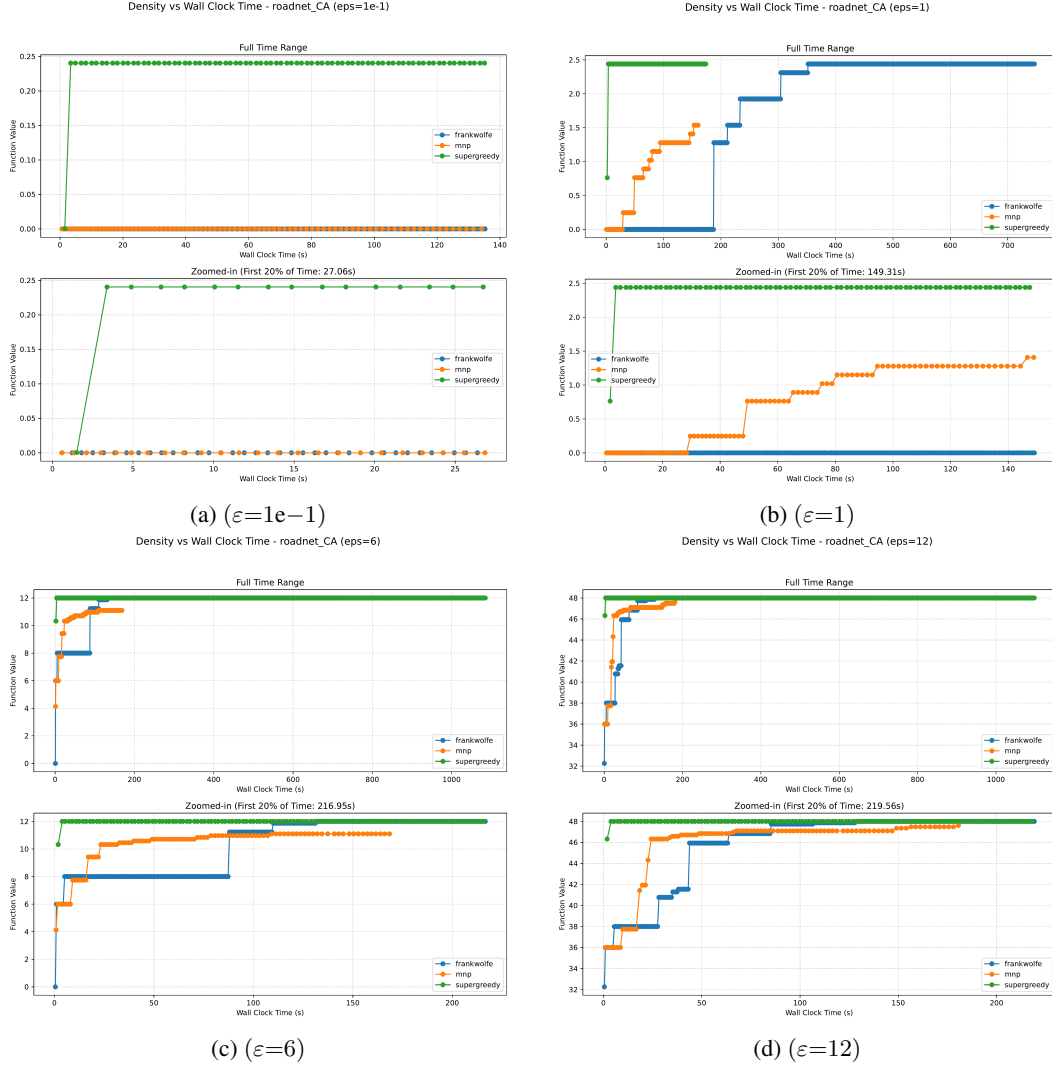 Density vs Wall Clock Time - roadnet_CA (eps=1e-1)
Full Time Range
0.25
0.20
0.15
0.10
0.05
0.00
Function Value
frankwolfe
mnp
supergreedy
0
20
40
60
80
100
120
140
Wall Clock Time (s)
Zoomed-in (First 20% of Time: 27.06s)
0.25
0.20
0.15
0.10
0.05
0.00
Function Value
frankwolfe
mnp
supergreedy
0
5
10
15
20
25
Wall Clock Time (s)
(a) (ε=1e−1)
Density vs Wall Clock Time - roadnet_CA (eps=1)
Full Time Range
2.5
2.0
1.5
1.0
0.5
0.0
Function Value
frankwolfe
mnp
supergreedy
0
100
200
300
400
500
600
700
Wall Clock Time (s)
Zoomed-in (First 20% of Time: 149.31s)
2.5
2.0
1.5
1.0
0.5
0.0
Function Value
frankwolfe
mnp
supergreedy
0
20
40
60
80
100
120
140
Wall Clock Time (s)
(b) (ε=1)
Density vs Wall Clock Time - roadnet_CA (eps=6)
Full Time Range
12
10
8
6
4
2
0
Function Value
frankwolfe
mnp
supergreedy
0
200
400
600
800
1000
Wall Clock Time (s)
Zoomed-in (First 20% of Time: 216.95s)
12
10
8
6
4
2
0
Function Value
frankwolfe
mnp
supergreedy
0
50
100
150
200
Wall Clock Time (s)
(c) (ε=6)
Density vs Wall Clock Time - roadnet_CA (eps=12)
Full Time Range
48
46
44
42
40
38
36
34
32
Function Value
frankwolfe
mnp
supergreedy
0
200
400
600
800
1000
Wall Clock Time (s)
Zoomed-in (First 20% of Time: 219.56s)
48
46
44
42
40
38
36
34
32
Function Value
frankwolfe
mnp
supergreedy
0
50
100
150
200
Wall Clock Time (s)
(d) (ε=12)